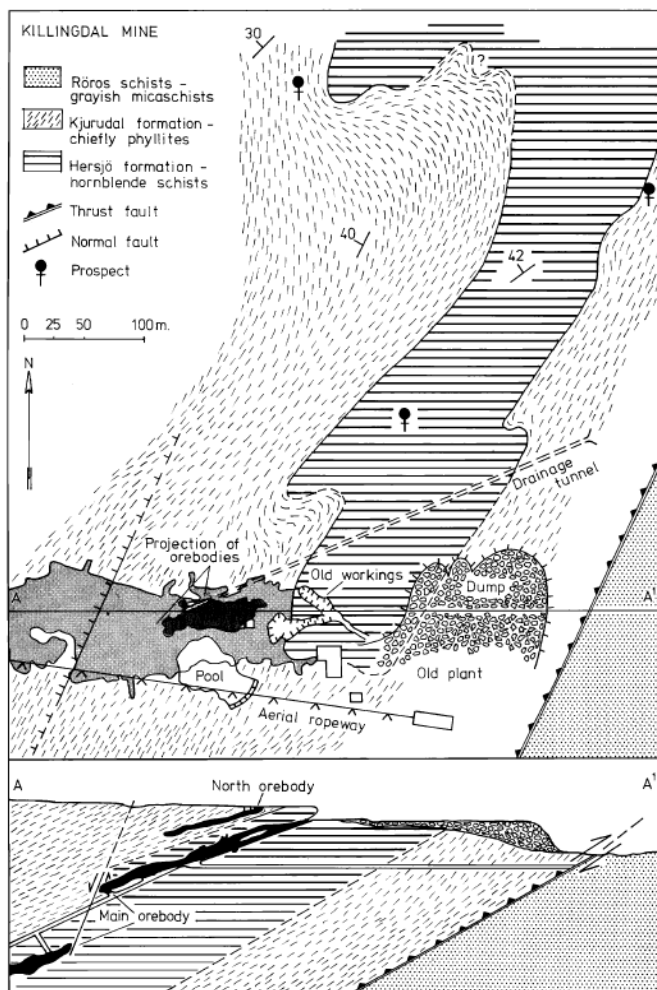 KILLINGDAL MINE
Röros schists -
grayish micaschists
Kjurudal formation -
chiefly phyllites
Hersjö formation -
hornblende schists
Thrust fault
Normal fault
Prospect
0 25 50 100 m.
N
30
?
40
42
Drainage
tunnel
Projection of
orebodies
Old workings
Dump
A
A¹
Pool
Old plant
Aerial ropeway
A
North orebody
A¹
Main orebody